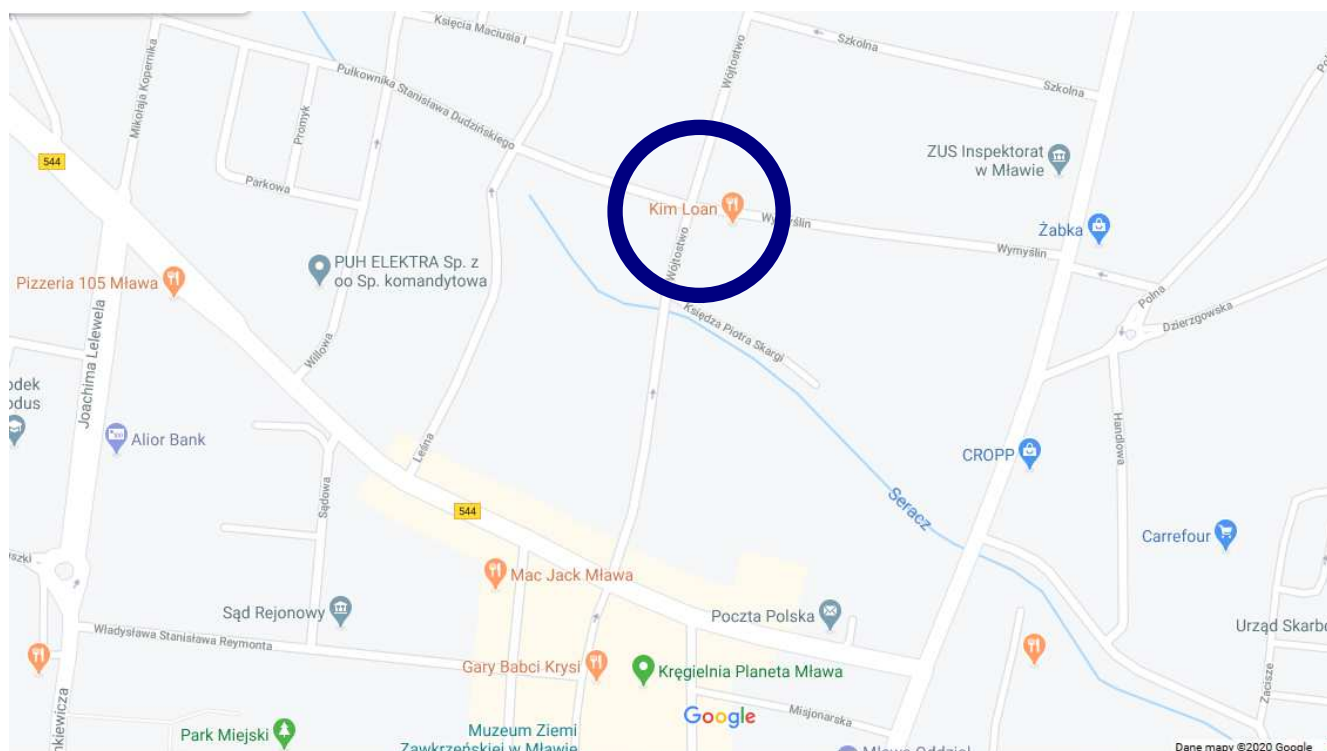 Księcia Maciusia I
Szkolna
Mikołaja Kopernika
Wójtostwo
Pułkownika Stanisława Dudzińskiego
Szkolna
Promyk
544
ZUS Inspektorat
w Mławie
Parkowa
Kim Loan
Wymyślin
Żabka
Wymyślin
Wójtostwo
PUH ELEKTRA Sp. z
oo Sp. komandytowa
Pizzeria 105 Mława
Polna
Dzierzgowska
Księdza Piotra Skargi
Willowa
Joachima Lelewela
Alior Bank
Leśna
Handlowa
CROPP
Sądowa
544
Seracz
Carrefour
Mac Jack Mława
Sąd Rejonowy
Poczta Polska
Urząd Skarbo
Władysława Stanisława Reymonta
Gary Babci Krysi
Kręgielnia Planeta Mława
Zacisze
Google
Misjonarska
Park Miejski
Muzeum Ziemi
Zawkrzeńskiej w Mławie
Dane mapy ©2020 Google